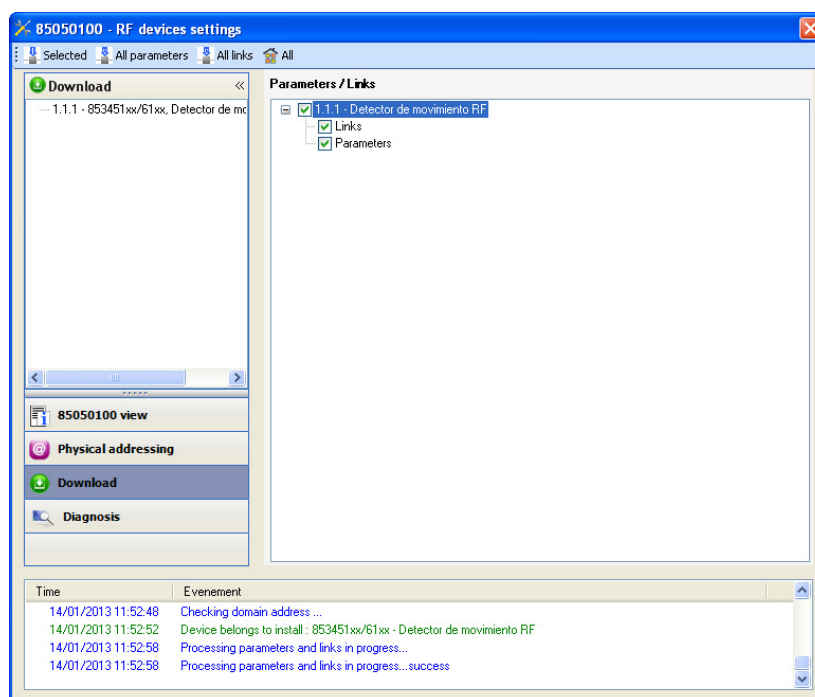 85050100 - RF devices settings
Selected All parameters All links All
Download
1.1.1 - 853451xx/61xx, Detector de mo
85050100 view
Physical addressing
Download
Diagnosis
Parameters / Links
1.1.1 - Detector de movimiento RF
Links
Parameters
Time Evenement
14/01/2013 11:52:48 Checking domain address ...
14/01/2013 11:52:52 Device belongs to install : 853451xx/61xx - Detector de movimiento RF
14/01/2013 11:52:58 Processing parameters and links in progress...
14/01/2013 11:52:58 Processing parameters and links in progress...success